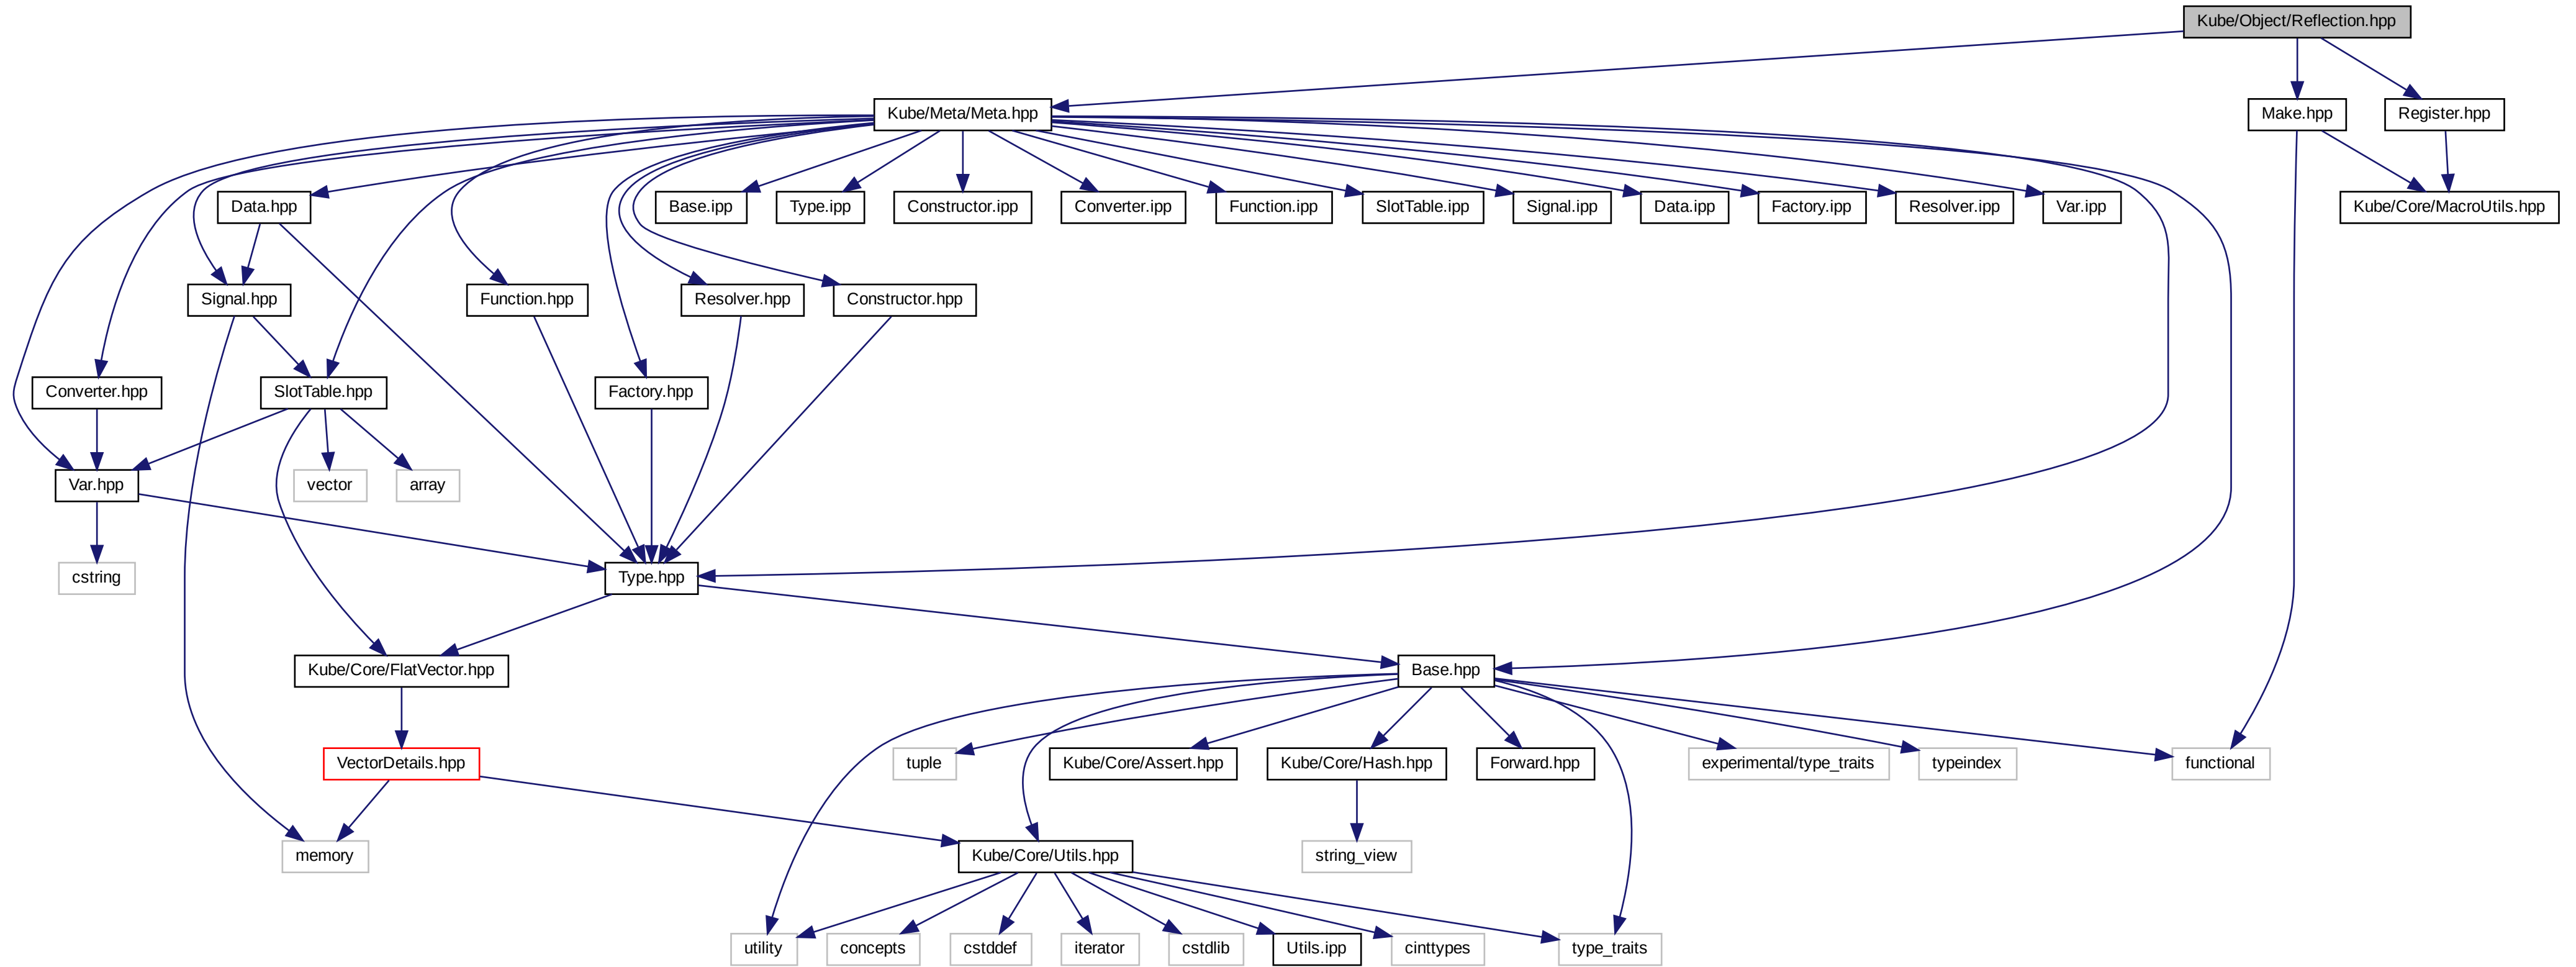 Kube/Object/Reflection.hpp
Kube/Meta/Meta.hpp
Make.hpp
Register.hpp
Data.hpp
Base.ipp
Type.ipp
Constructor.ipp
Converter.ipp
Function.ipp
SlotTable.ipp
Signal.ipp
Data.ipp
Factory.ipp
Resolver.ipp
Var.ipp
Kube/Core/MacroUtils.hpp
Signal.hpp
Function.hpp
Resolver.hpp
Constructor.hpp
Converter.hpp
SlotTable.hpp
Factory.hpp
Var.hpp
vector
array
cstring
Type.hpp
Kube/Core/FlatVector.hpp
Base.hpp
VectorDetails.hpp
tuple
Kube/Core/Assert.hpp
Kube/Core/Hash.hpp
Forward.hpp
experimental/type_traits
typeindex
functional
memory
Kube/Core/Utils.hpp
string_view
utility
concepts
cstddef
iterator
cstdlib
Utils.ipp
cinttypes
type_traits